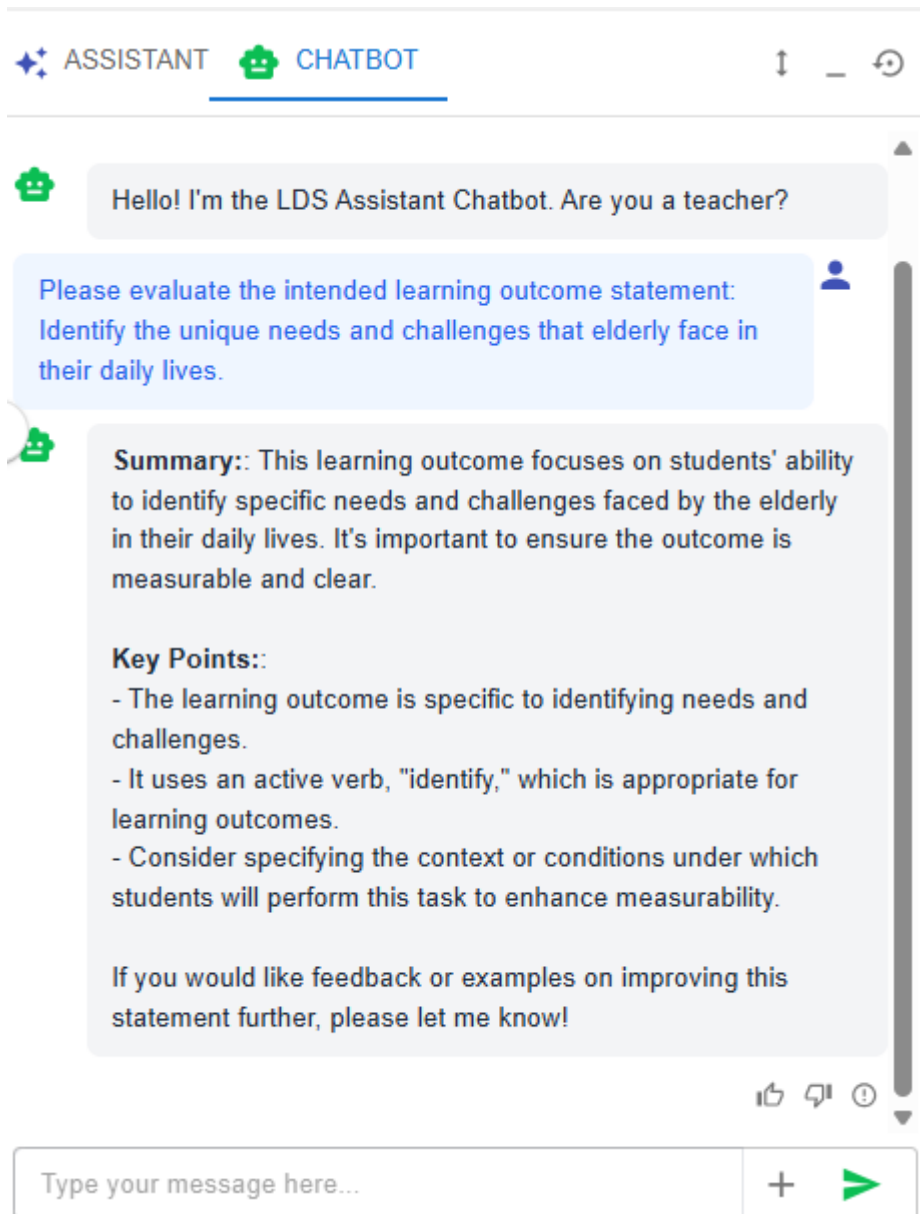 ASSISTANT CHATBOT
Hello! I'm the LDS Assistant Chatbot. Are you a teacher?
Please evaluate the intended learning outcome statement:
Identify the unique needs and challenges that elderly face in
their daily lives.
Summary:: This learning outcome focuses on students' ability
to identify specific needs and challenges faced by the elderly
in their daily lives. It's important to ensure the outcome is
measurable and clear.
Key Points::
- The learning outcome is specific to identifying needs and
challenges.
- It uses an active verb, "identify," which is appropriate for
learning outcomes.
- Consider specifying the context or conditions under which
students will perform this task to enhance measurability.
If you would like feedback or examples on improving this
statement further, please let me know!
Type your message here...